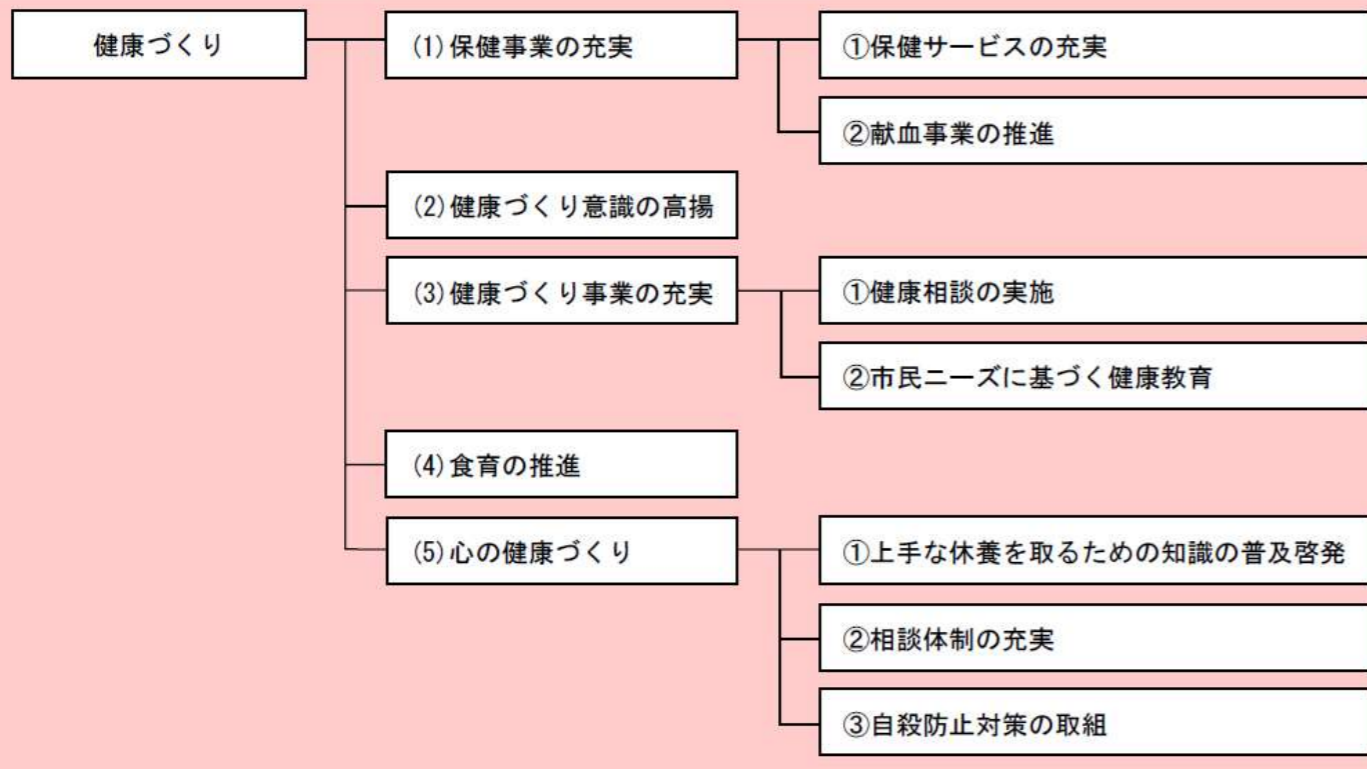 健康づくり
(1)保健事業の充実
①保健サービスの充実
②献血事業の推進
(2)健康づくり意識の高揚
(3)健康づくり事業の充実
①健康相談の実施
②市民ニーズに基づく健康教育
(4)食育の推進
(5)心の健康づくり
①上手な休養を取るための知識の普及啓発
②相談体制の充実
③自殺防止対策の取組